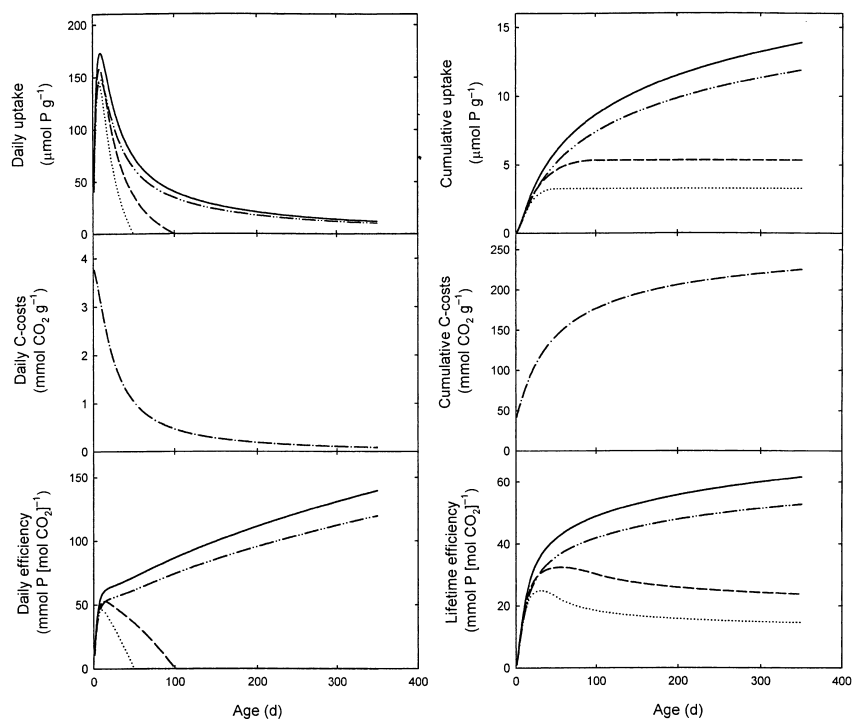 Daily uptake
(μmol P g⁻¹)
200
150
100
50
0
Cumulative uptake
(μmol P g⁻¹)
15
10
5
0
Daily C-costs
(mmol CO₂ g⁻¹)
4
3
2
1
0
Cumulative C-costs
(mmol CO₂ g⁻¹)
250
200
150
100
50
0
Daily efficiency
(mmol P [mol CO₂]⁻¹)
150
100
50
0
0 100 200 300 400
Age (d)
Lifetime efficiency
(mmol P [mol CO₂]⁻¹)
60
40
20
0
0 100 200 300 400
Age (d)